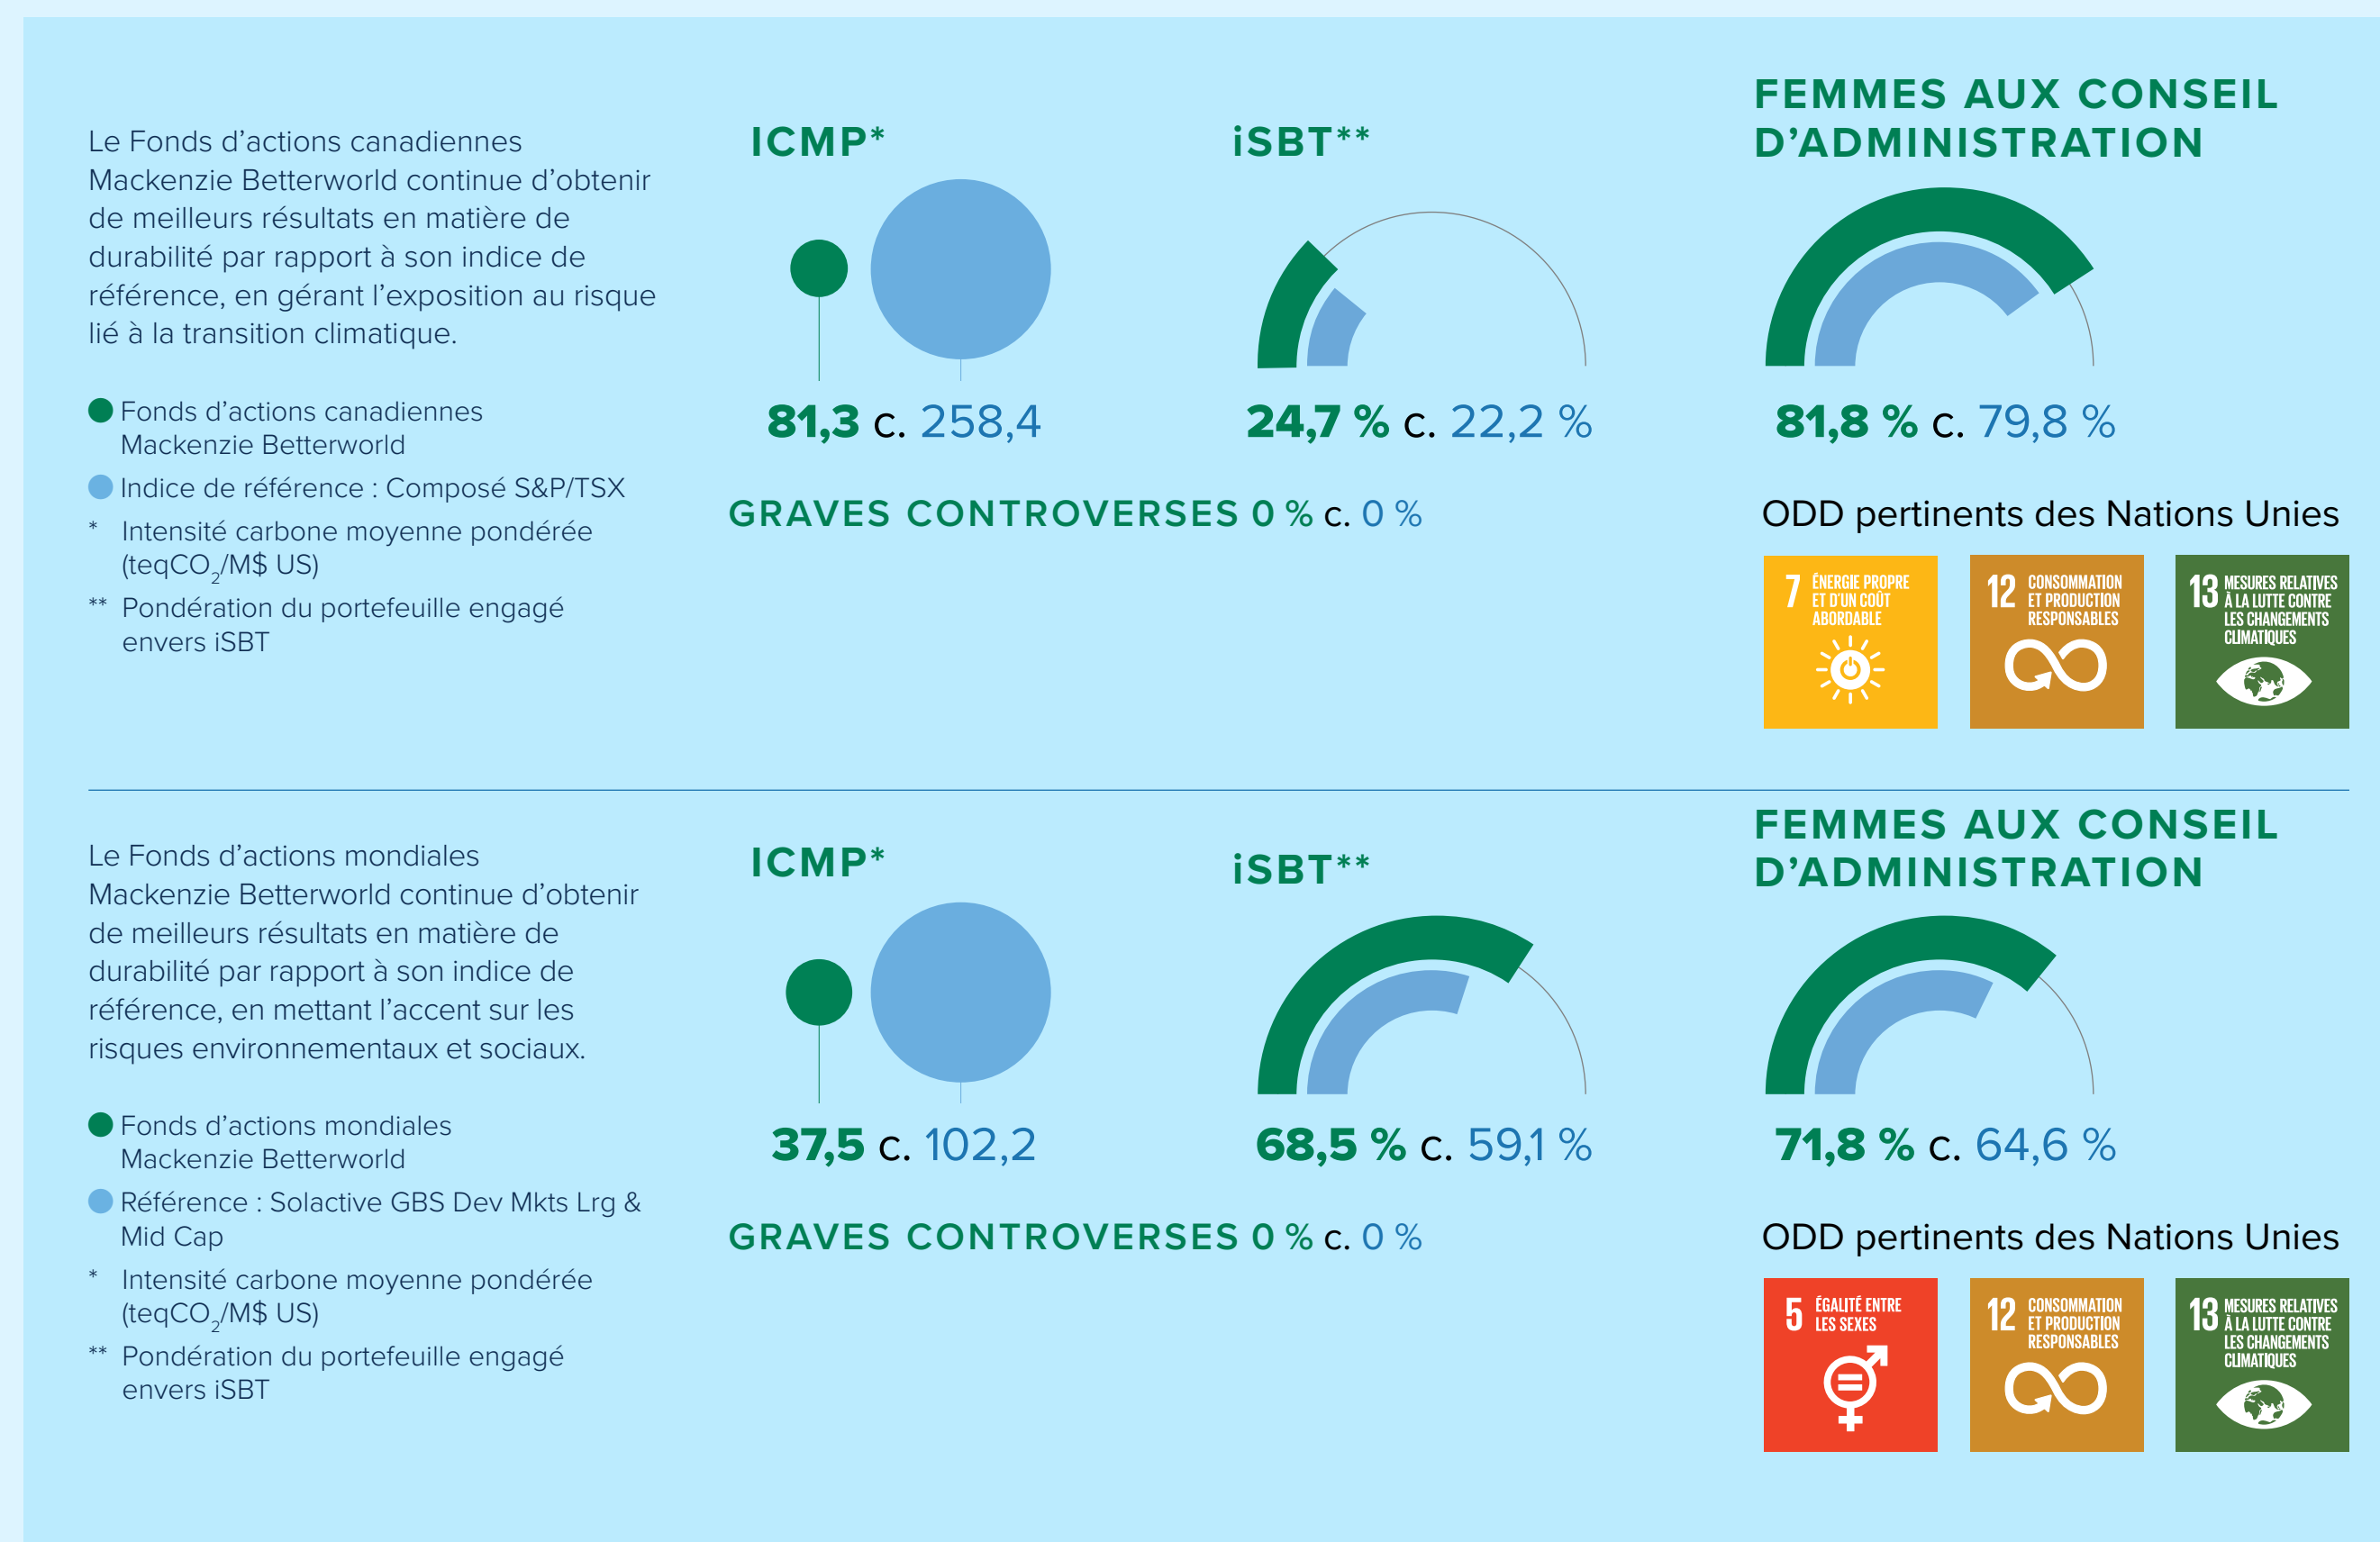 Le Fonds d’actions canadiennes
Mackenzie Betterworld continue d’obtenir
de meilleurs résultats en matière de
durabilité par rapport à son indice de
référence, en gérant l’exposition au risque
lié à la transition climatique.
Fonds d’actions canadiennes
Mackenzie Betterworld
Indice de référence : Composé S&P/TSX
* Intensité carbone moyenne pondérée
(teqCO₂/M$ US)
** Pondération du portefeuille engagé
envers iSBT
ICMP*
81,3 c. 258,4
iSBT**
24,7 % c. 22,2 %
FEMMES AUX CONSEIL
D’ADMINISTRATION
81,8 % c. 79,8 %
GRAVES CONTROVERSES 0 % c. 0 %
ODD pertinents des Nations Unies
7 ÉNERGIE PROPRE
ET D’UN COÛT
ABORDABLE
12 CONSOMMATION
ET PRODUCTION
RESPONSABLES
13 MESURES RELATIVES
À LA LUTTE CONTRE
LES CHANGEMENTS
CLIMATIQUES
Le Fonds d’actions mondiales
Mackenzie Betterworld continue d’obtenir
de meilleurs résultats en matière de
durabilité par rapport à son indice de
référence, en mettant l’accent sur les
risques environnementaux et sociaux.
Fonds d’actions mondiales
Mackenzie Betterworld
Référence : Solactive GBS Dev Mkts Lrg &
Mid Cap
* Intensité carbone moyenne pondérée
(teqCO₂/M$ US)
** Pondération du portefeuille engagé
envers iSBT
ICMP*
37,5 c. 102,2
iSBT**
68,5 % c. 59,1 %
FEMMES AUX CONSEIL
D’ADMINISTRATION
71,8 % c. 64,6 %
GRAVES CONTROVERSES 0 % c. 0 %
ODD pertinents des Nations Unies
5 ÉGALITÉ ENTRE
LES SEXES
12 CONSOMMATION
ET PRODUCTION
RESPONSABLES
13 MESURES RELATIVES
À LA LUTTE CONTRE
LES CHANGEMENTS
CLIMATIQUES